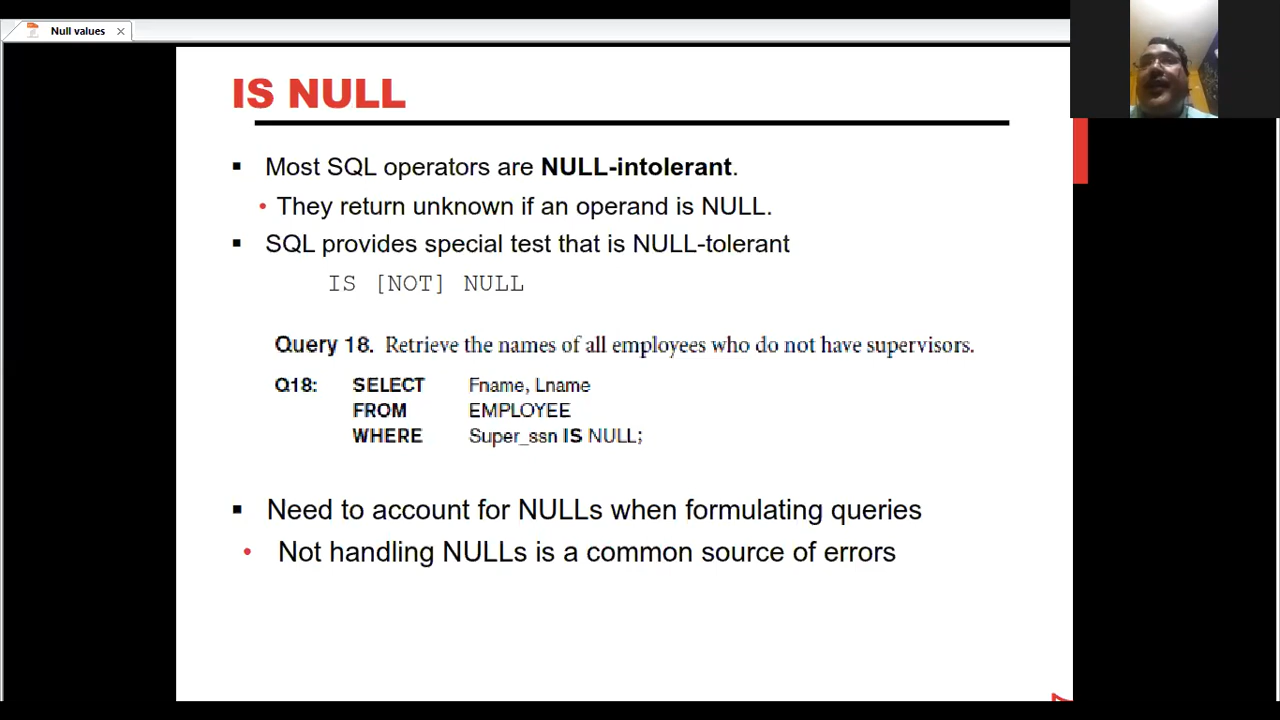 Null values
IS NULL
Most SQL operators are NULL-intolerant.
They return unknown if an operand is NULL.
SQL provides special test that is NULL-tolerant
IS [NOT] NULL
Query 18. Retrieve the names of all employees who do not have supervisors.
Q18: SELECT Fname, Lname
FROM EMPLOYEE
WHERE Super_ssn IS NULL;
Need to account for NULLs when formulating queries
Not handling NULLs is a common source of errors